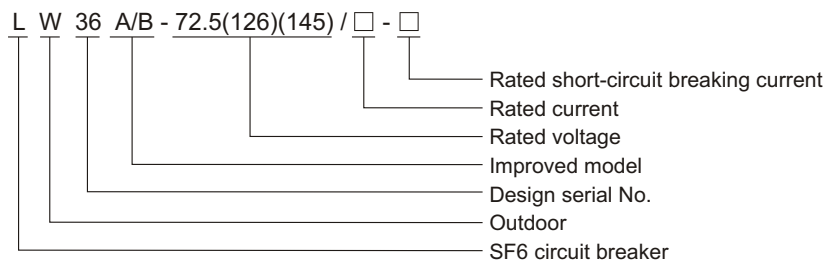 L W 36 A/B - 72.5(126)(145) / □ - □
Rated short-circuit breaking current
Rated current
Rated voltage
Improved model
Design serial No.
Outdoor
SF6 circuit breaker